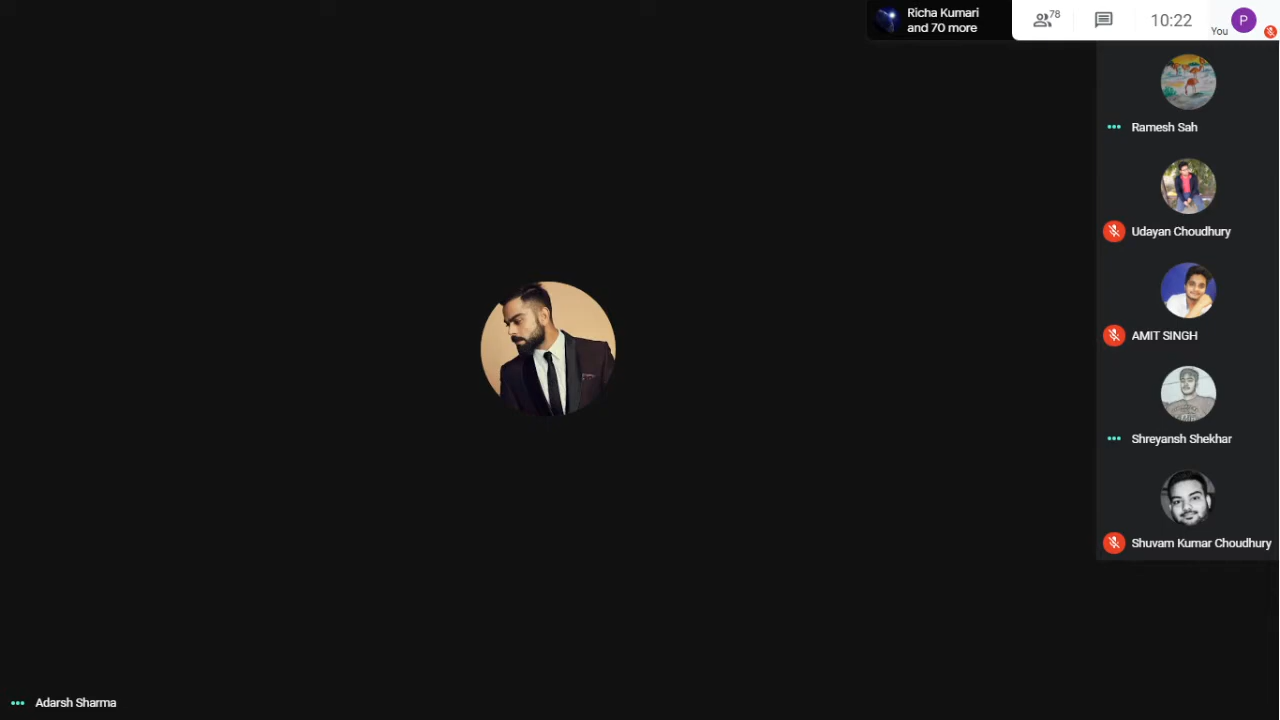 Richa Kumari
and 70 more
78
10:22
You
P
Ramesh Sah
Udayan Choudhury
AMIT SINGH
Shreyansh Shekhar
Shuvam Kumar Choudhury
Adarsh Sharma